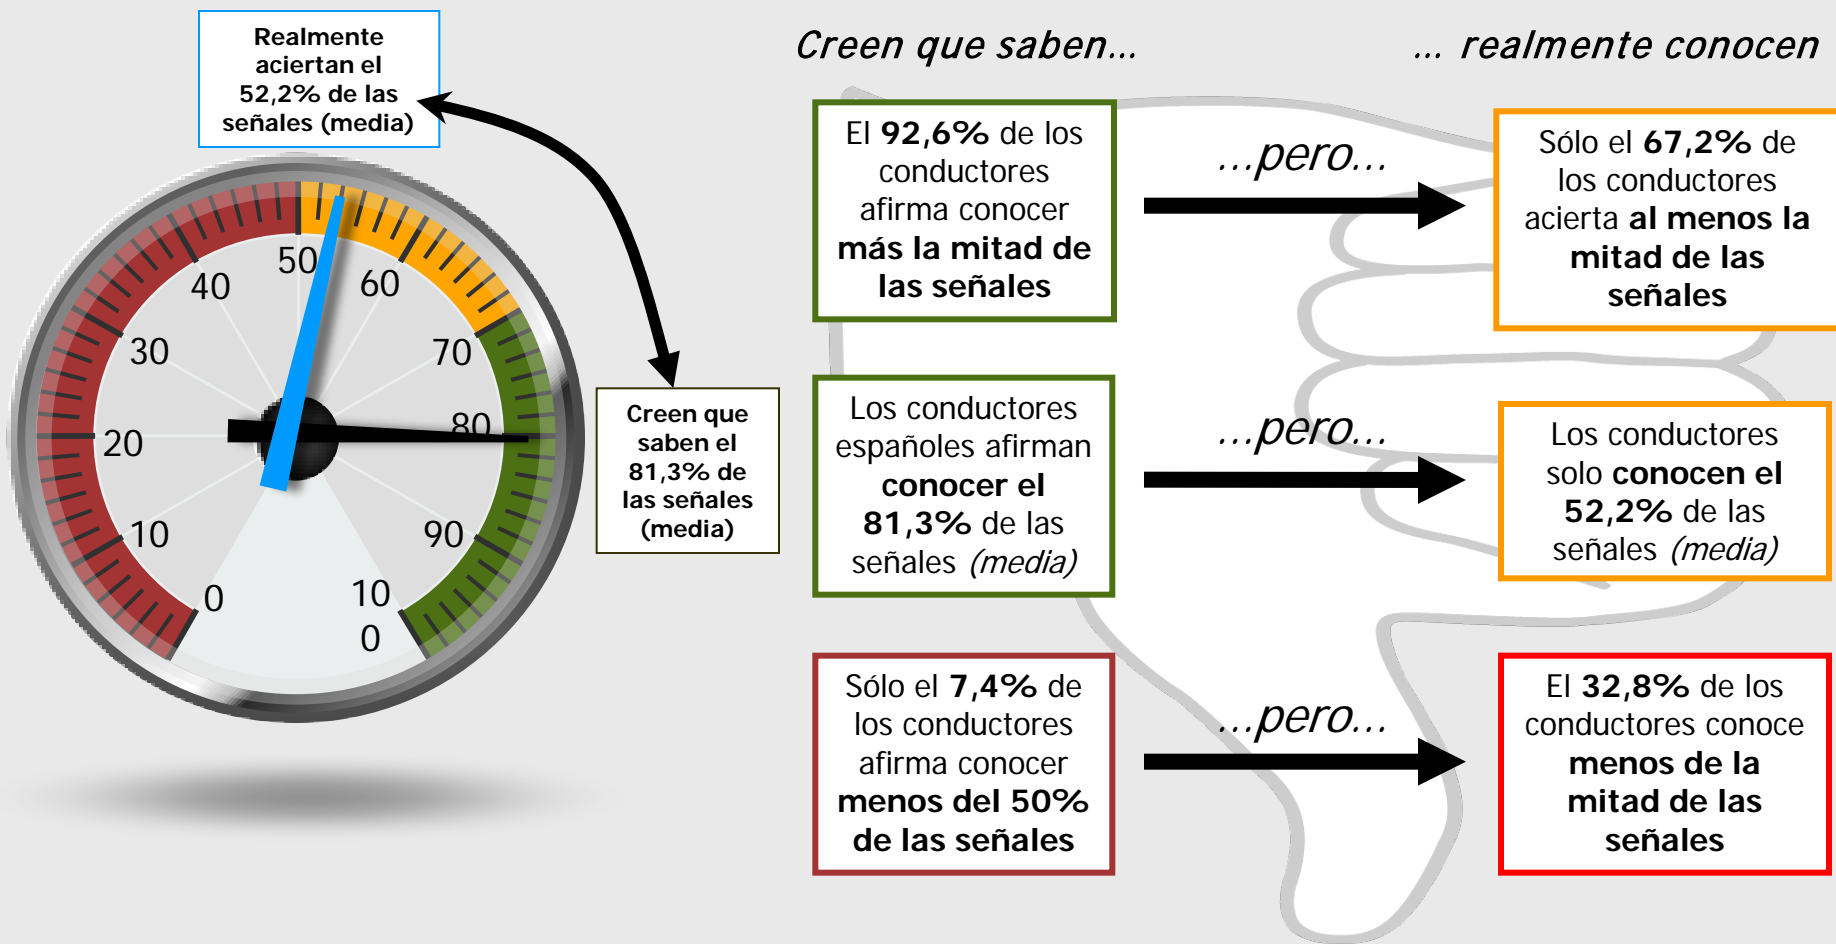 Realmente
aciertan el
52,2% de las
señales (media)
50
40
60
30
70
20
80
10
90
0
10
0
Creen que
saben el
81,3% de
las señales
(media)
Creen que saben...
... realmente conocen
El 92,6% de los
conductores
afirma conocer
más la mitad de
las señales
...pero...
Sólo el 67,2% de
los conductores
acierta al menos la
mitad de las
señales
Los conductores
españoles afirman
conocer el
81,3% de las
señales (media)
...pero...
Los conductores
solo conocen el
52,2% de las
señales (media)
Sólo el 7,4% de
los conductores
afirma conocer
menos del 50%
de las señales
...pero...
El 32,8% de los
conductores conoce
menos de la
mitad de las
señales